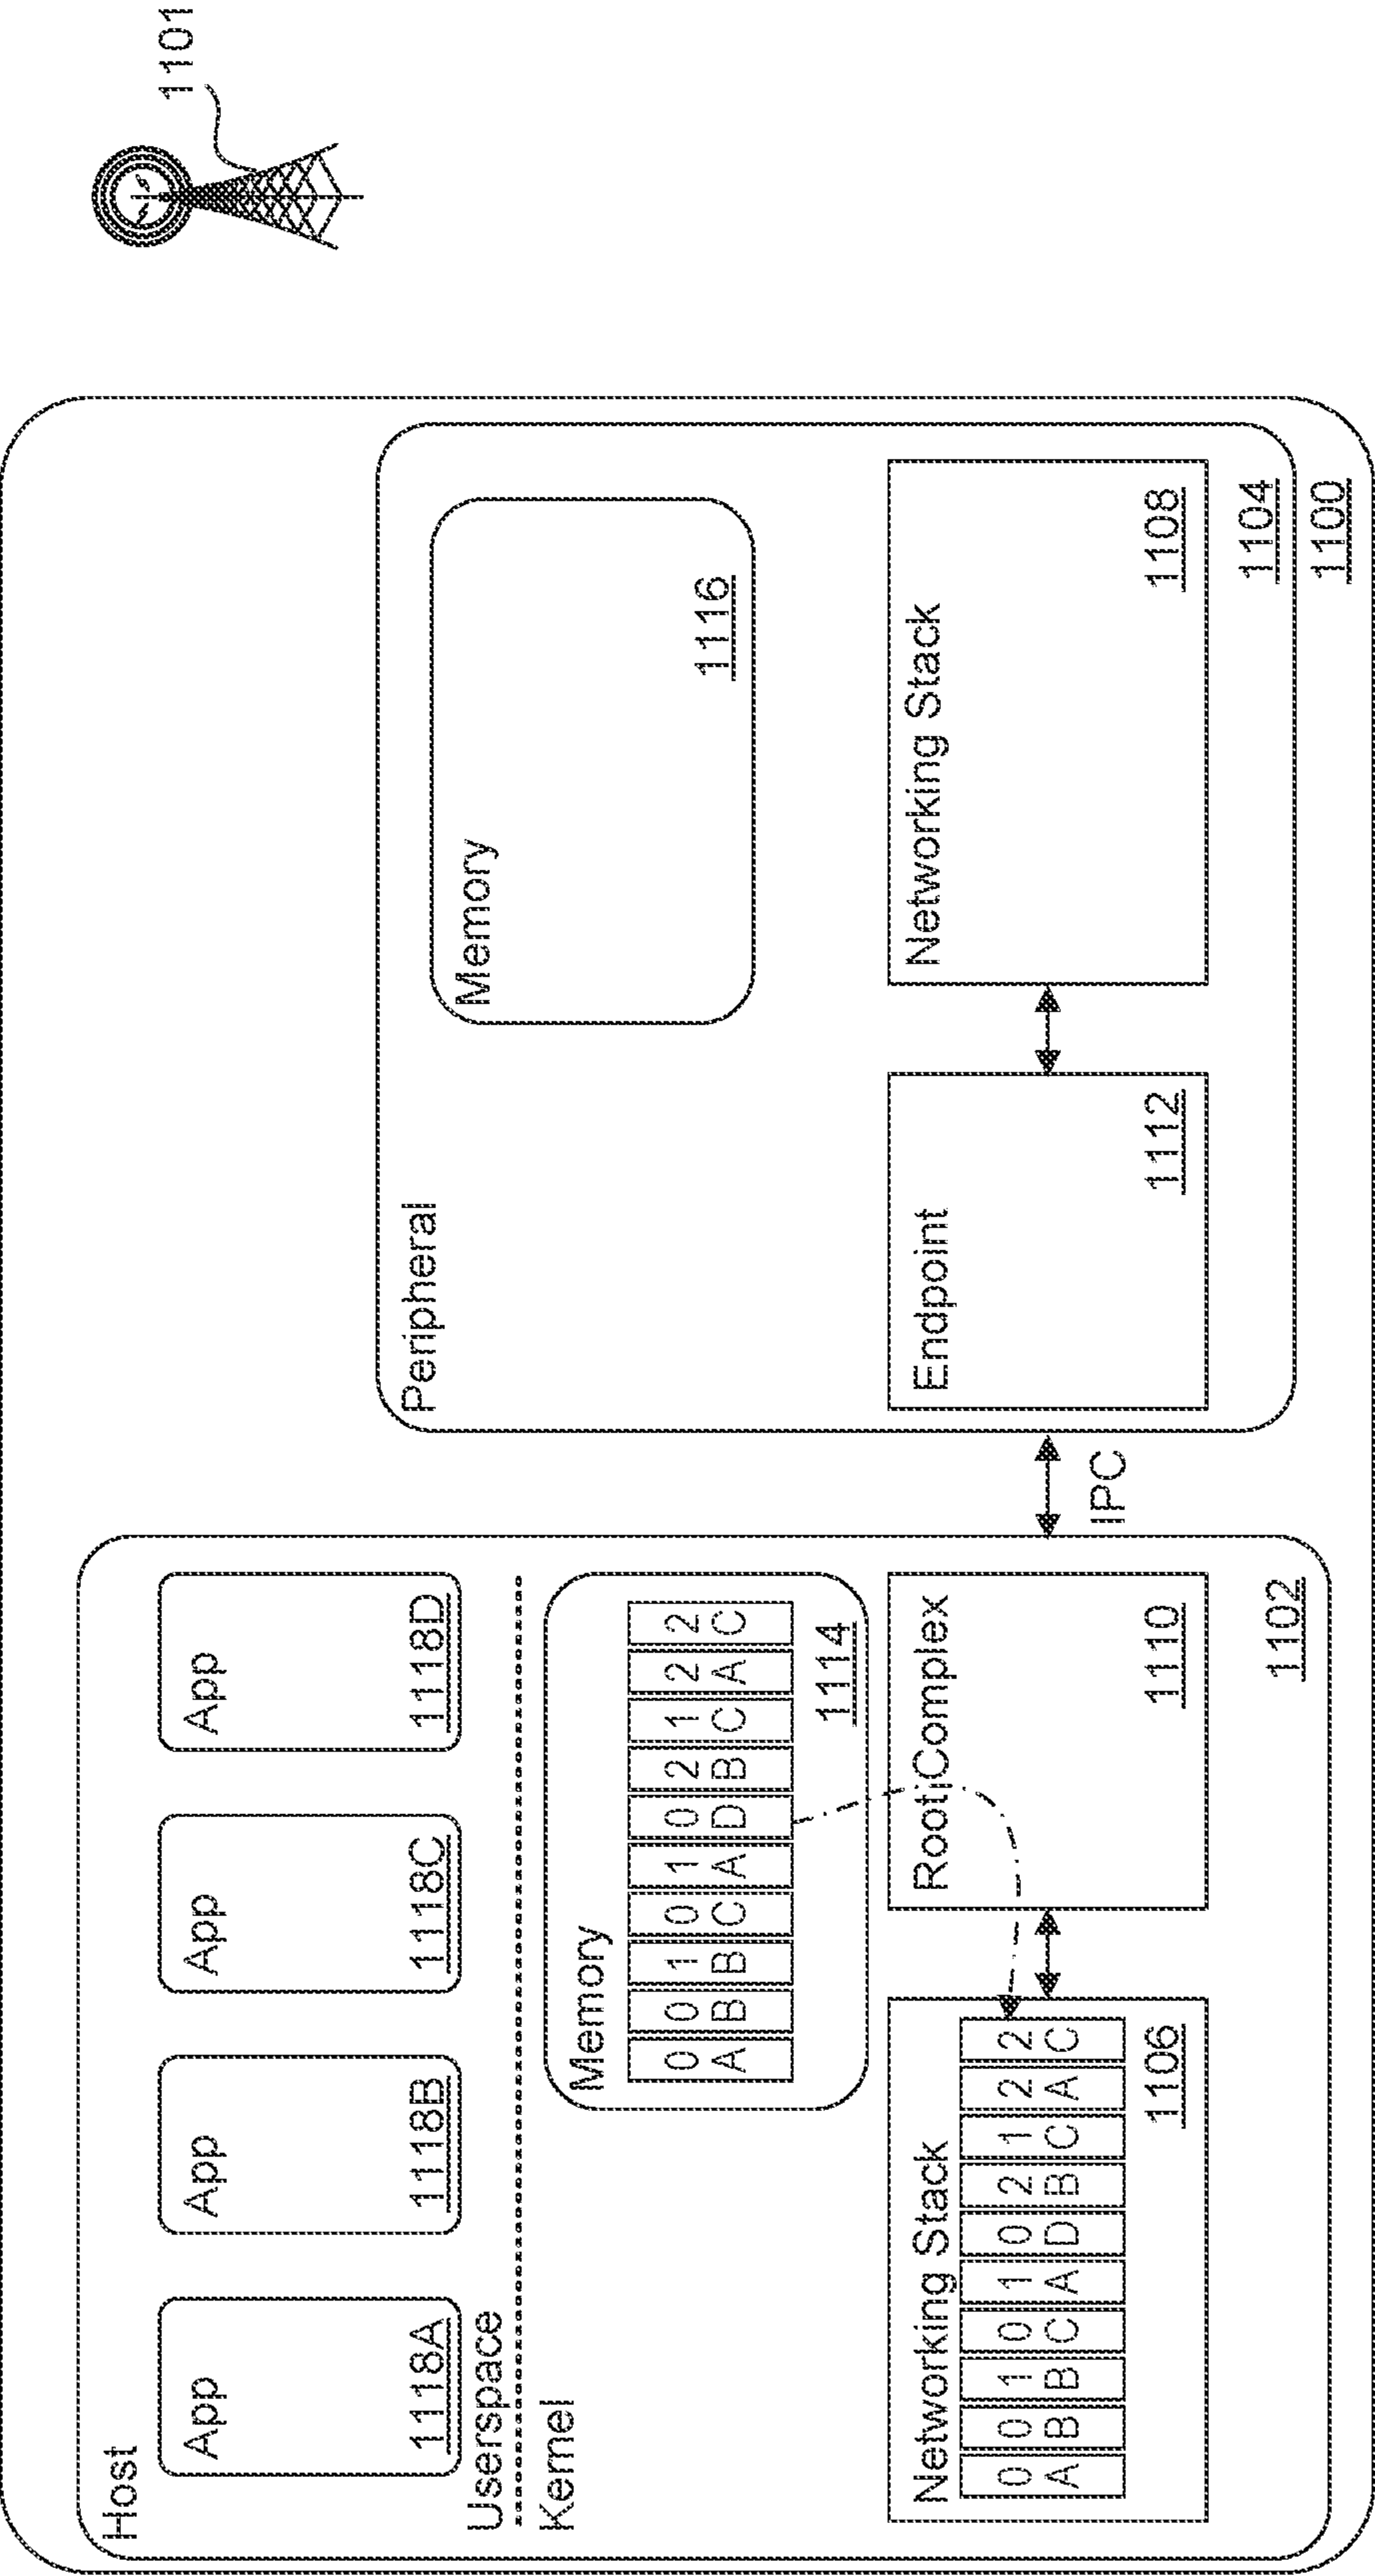 1101
Host
App
1118A
App
1118B
App
1118C
App
1118D
Userspace
Kernel
Memory
0 0 1 0 1 0 2 1 2 2
A B B C A D B C A C
1114
Networking Stack
0 0 1 0 1 0 2 1 2 2
A B B C A D B C A C
1106
RootiComplex
1110
1102
IPC
Peripheral
Memory
1116
Endpoint
1112
Networking Stack
1108
1104
1100